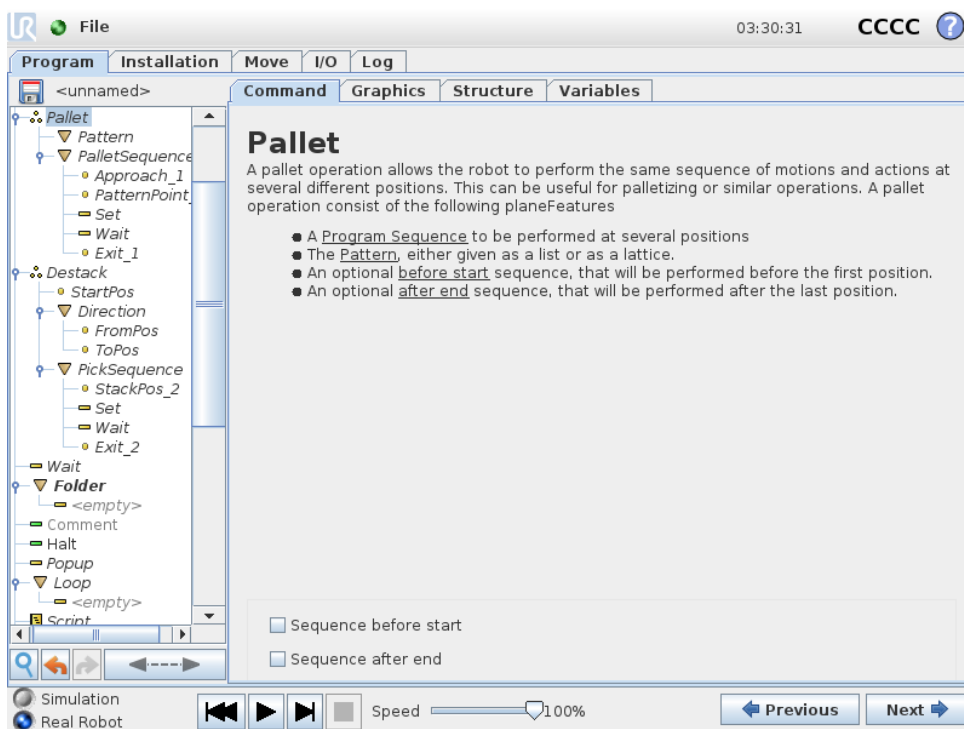 UR File 03:30:31 CCCC ?
Program Installation Move I/O Log
<unnamed> Command Graphics Structure Variables
Pallet
Pattern
PalletSequence
Approach_1
PatternPoint_
Set
Wait
Exit_1
Destack
StartPos
Direction
FromPos
ToPos
PickSequence
StackPos_2
Set
Wait
Exit_2
Wait
Folder
<empty>
Comment
Halt
Popup
Loop
<empty>
Script
Pallet
A pallet operation allows the robot to perform the same sequence of motions and actions at
several different positions. This can be useful for palletizing or similar operations. A pallet
operation consist of the following planeFeatures
A Program Sequence to be performed at several positions
The Pattern, either given as a list or as a lattice.
An optional before start sequence, that will be performed before the first position.
An optional after end sequence, that will be performed after the last position.
Sequence before start
Sequence after end
Simulation
Real Robot
Speed 100%
Previous Next